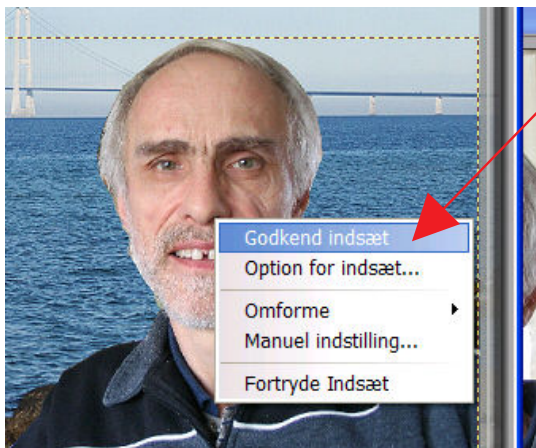 Godkend indsæt
Option for indsæt...
Omforme
Manuel indstilling...
Fortryde Indsæt